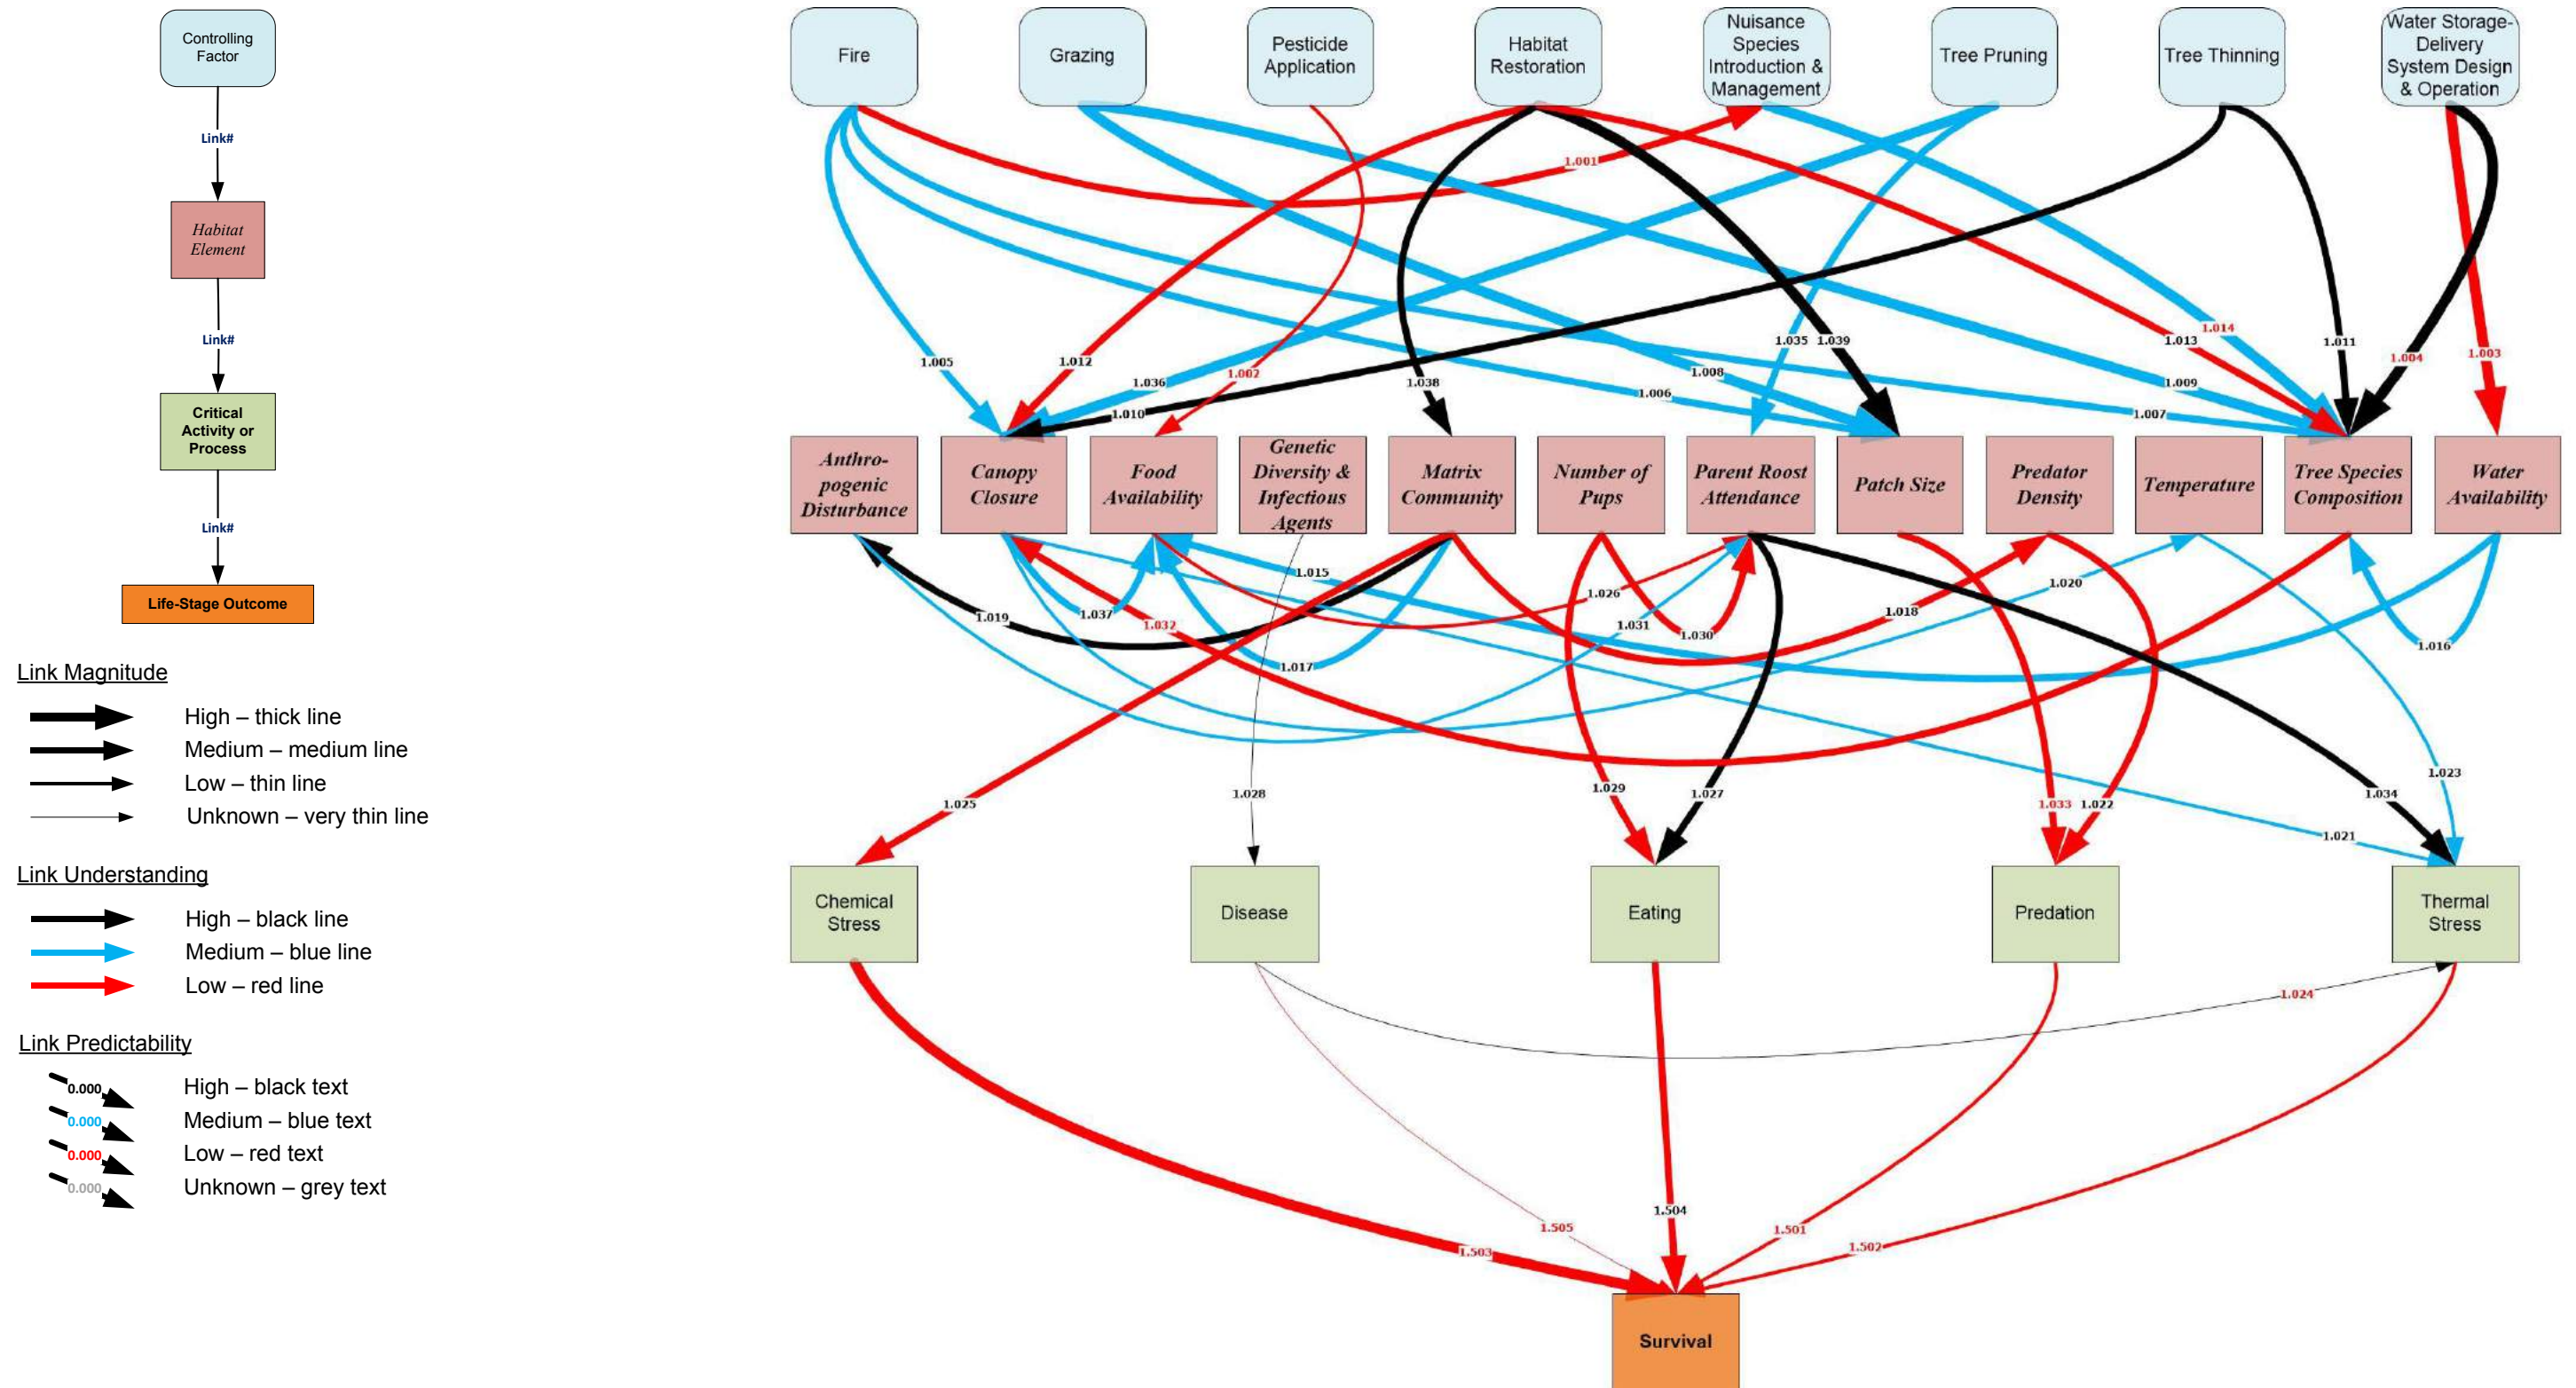 Controlling
Factor
Link#
Habitat
Element
Link#
Critical
Activity or
Process
Link#
Life-Stage Outcome
Link Magnitude
High – thick line
Medium – medium line
Low – thin line
Unknown – very thin line
Link Understanding
High – black line
Medium – blue line
Low – red line
Link Predictability
0.000 High – black text
0.000 Medium – blue text
0.000 Low – red text
0.000 Unknown – grey text
Fire
Grazing
Pesticide
Application
Habitat
Restoration
Nuisance
Species
Introduction &
Management
Tree Pruning
Tree Thinning
Water Storage-
Delivery
System Design
& Operation
1.001
1.014
1.013
1.011
1.004
1.003
1.035
1.039
1.005
1.012
1.036
1.002
1.038
1.008
1.006
1.009
1.007
1.010
Anthro-
pogenic
Disturbance
Canopy
Closure
Food
Availability
Genetic
Diversity &
Infectious
Agents
Matrix
Community
Number of
Pups
Parent Roost
Attendance
Patch Size
Predator
Density
Temperature
Tree Species
Composition
Water
Availability
1.015
1.020
1.026
1.019
1.037
1.032
1.031
1.030
1.018
1.016
1.017
1.023
1.025
1.028
1.029
1.027
1.033
1.022
1.034
1.021
Chemical
Stress
Disease
Eating
Predation
Thermal
Stress
1.024
1.504
1.505
1.501
1.503
1.502
Survival